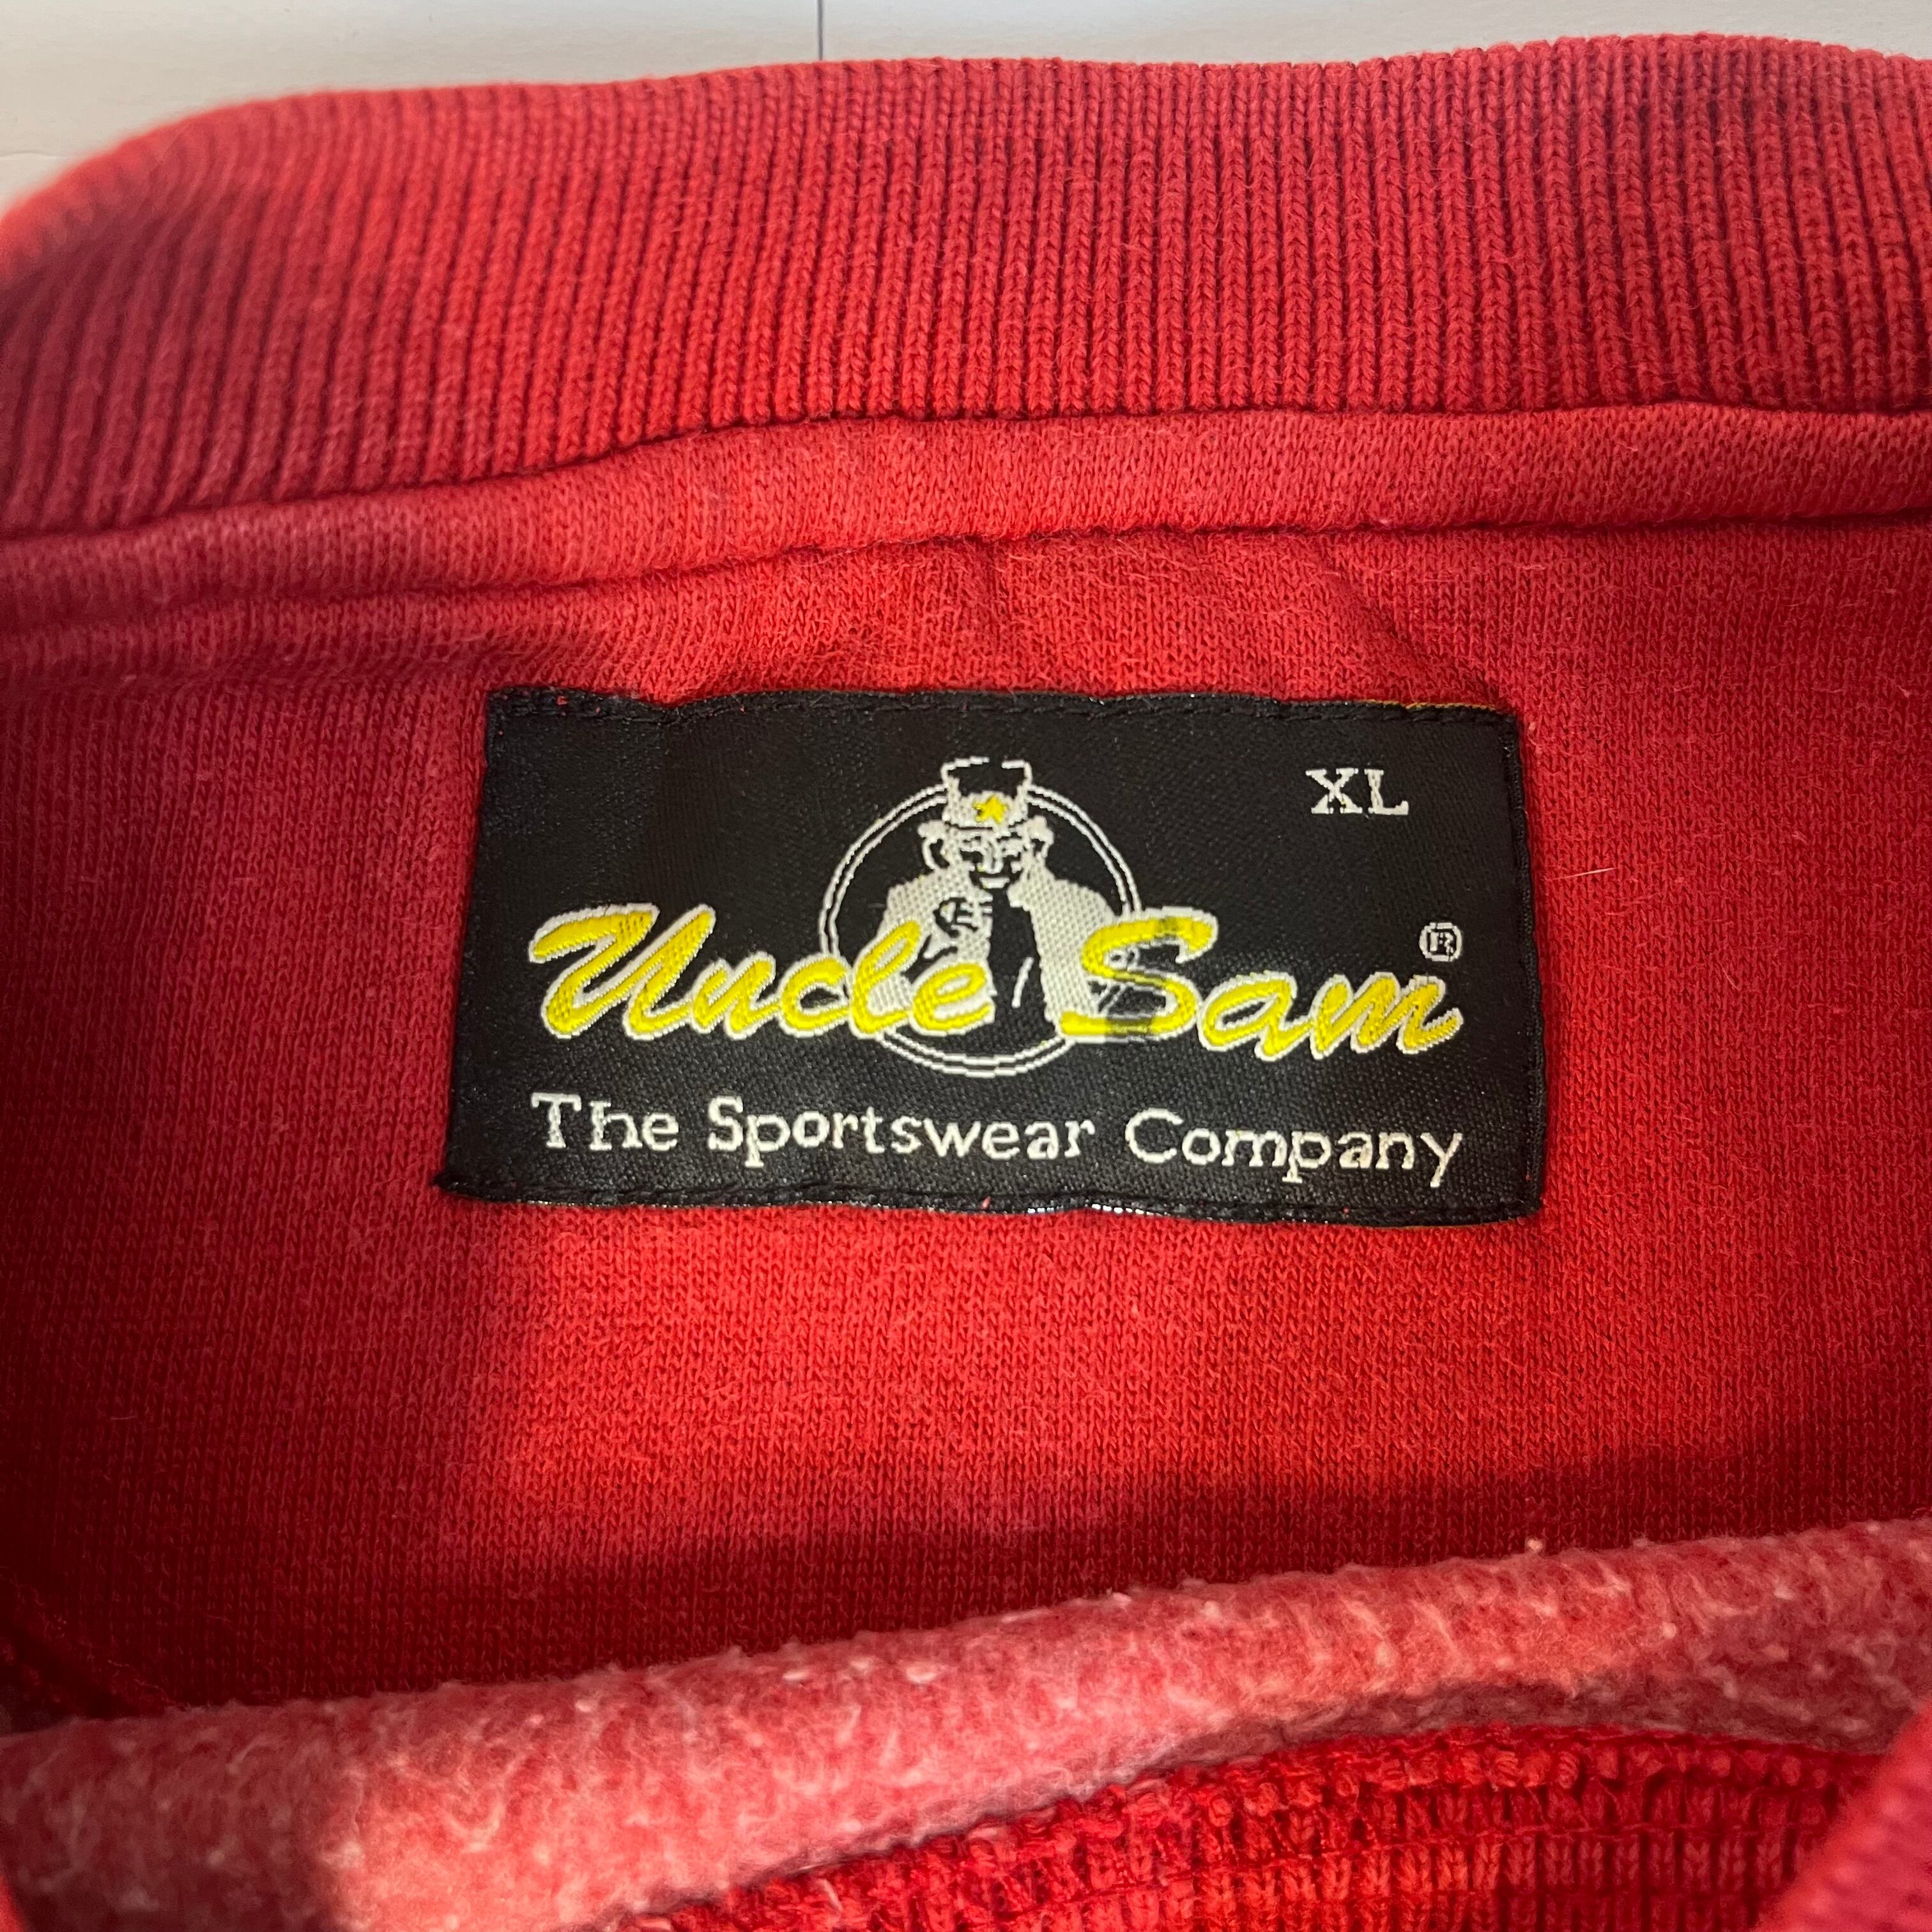 XL
Uncle Sam ®
The Sportswear Company